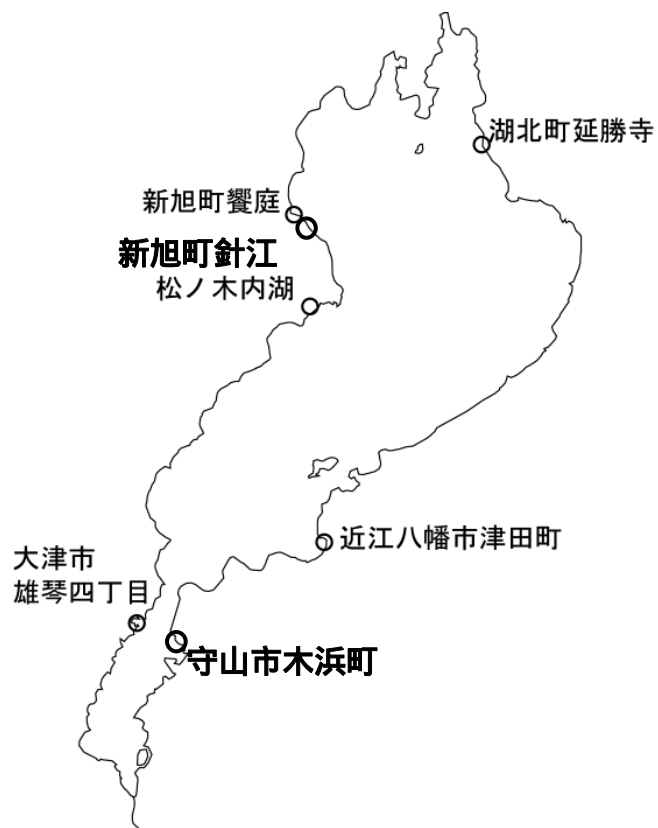 湖北町延勝寺
新旭町饗庭
新旭町針江
松ノ木内湖
近江八幡市津田町
大津市
雄琴四丁目
守山市木浜町